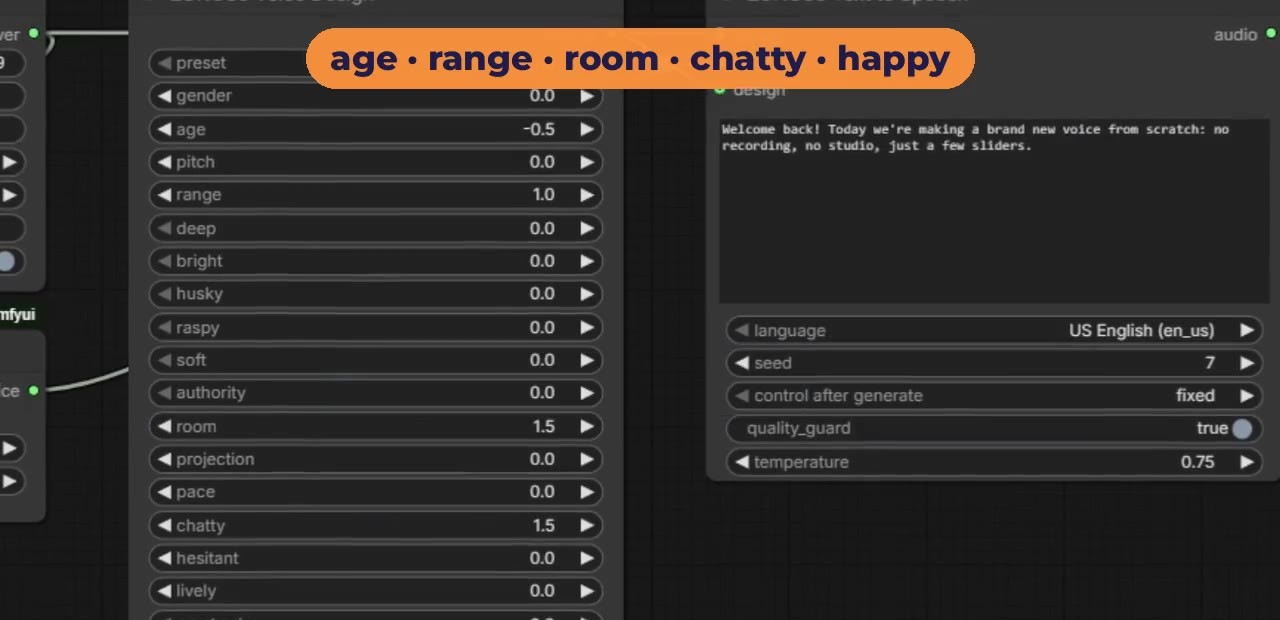 age • range • room • chatty • happy
ver
audio
9
preset
gender 0.0
design
age -0.5
Welcome back! Today we're making a brand new voice from scratch: no
recording, no studio, just a few sliders.
pitch 0.0
range 1.0
deep 0.0
bright 0.0
husky 0.0
mfyui
raspy 0.0
language US English (en_us)
soft 0.0
seed 7
ice
authority 0.0
control after generate fixed
room 1.5
quality_guard true
projection 0.0
temperature 0.75
pace 0.0
chatty 1.5
hesitant 0.0
lively 0.0